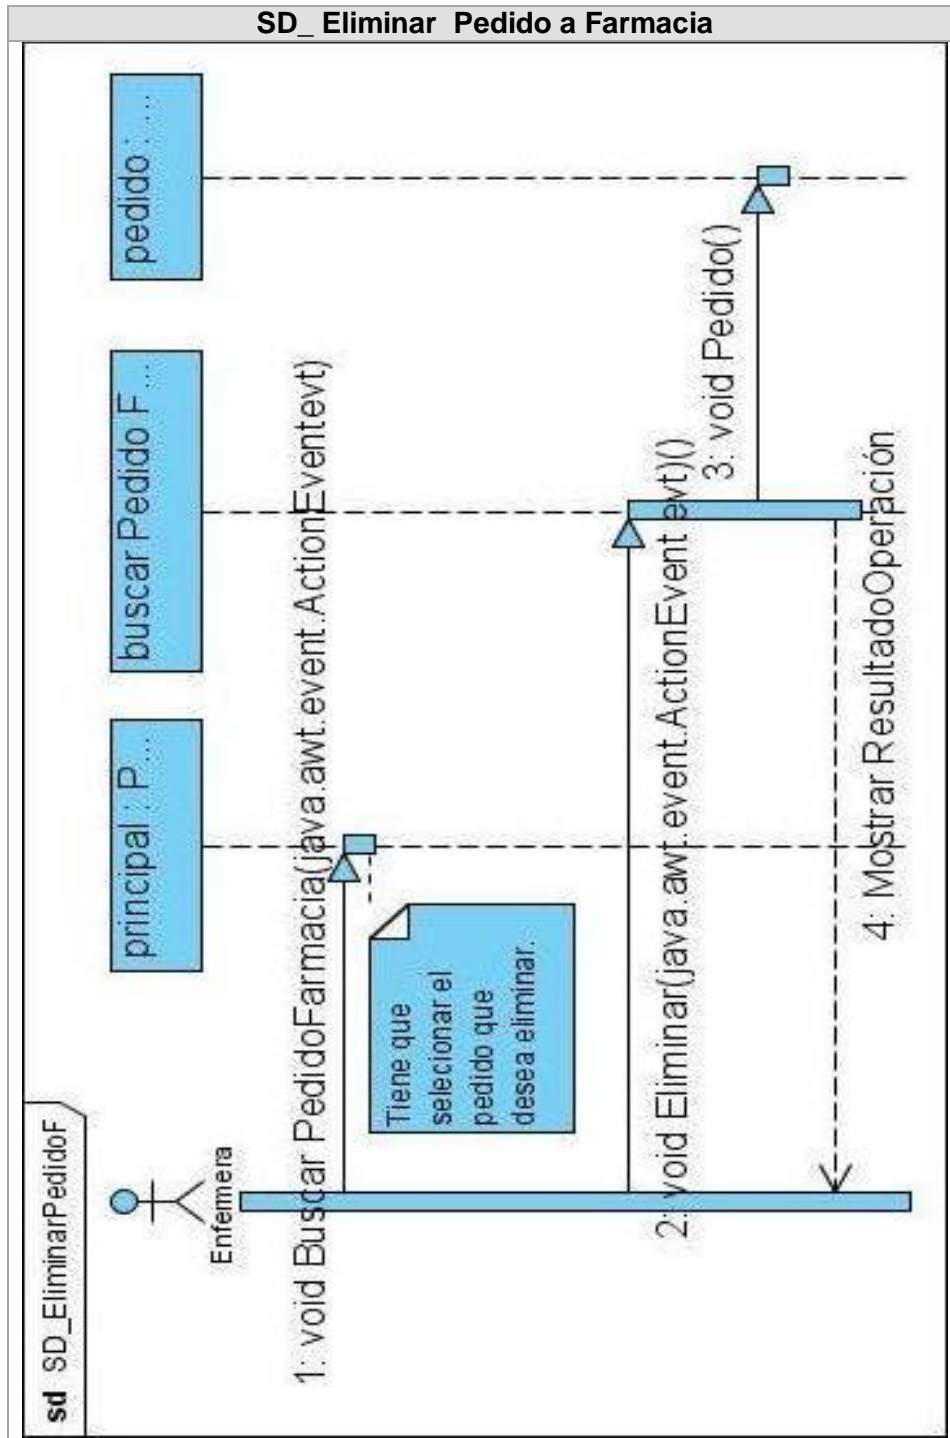 SD_ Eliminar Pedido a Farmacia
sd SD_EliminarPedidoF
Enfermera
principal : P...
buscar Pedido F...
pedido : ...
1: void Buscar PedidoFarmacia(java.awt.event.ActionEventevt)
Tiene que
selecionar el
pedido que
desea eliminar.
2: void Eliminar(java.awt.event.ActionEvent evt)()
3: void Pedido()
4: Mostrar ResultadoOperación